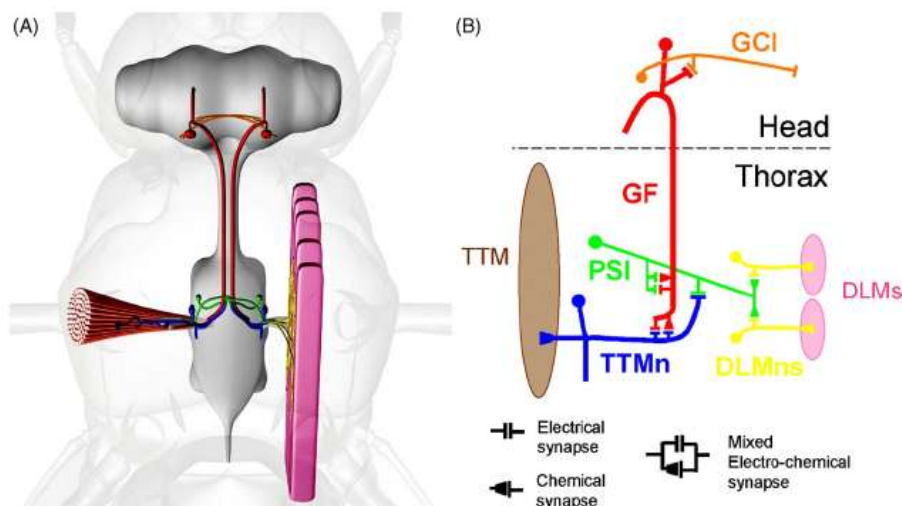 (A)
(B)
GCI
Head
Thorax
GF
TTM
PSI
DLMs
TTMn
DLMns
Electrical
synapse
Chemical
synapse
Mixed
Electro-chemical
synapse